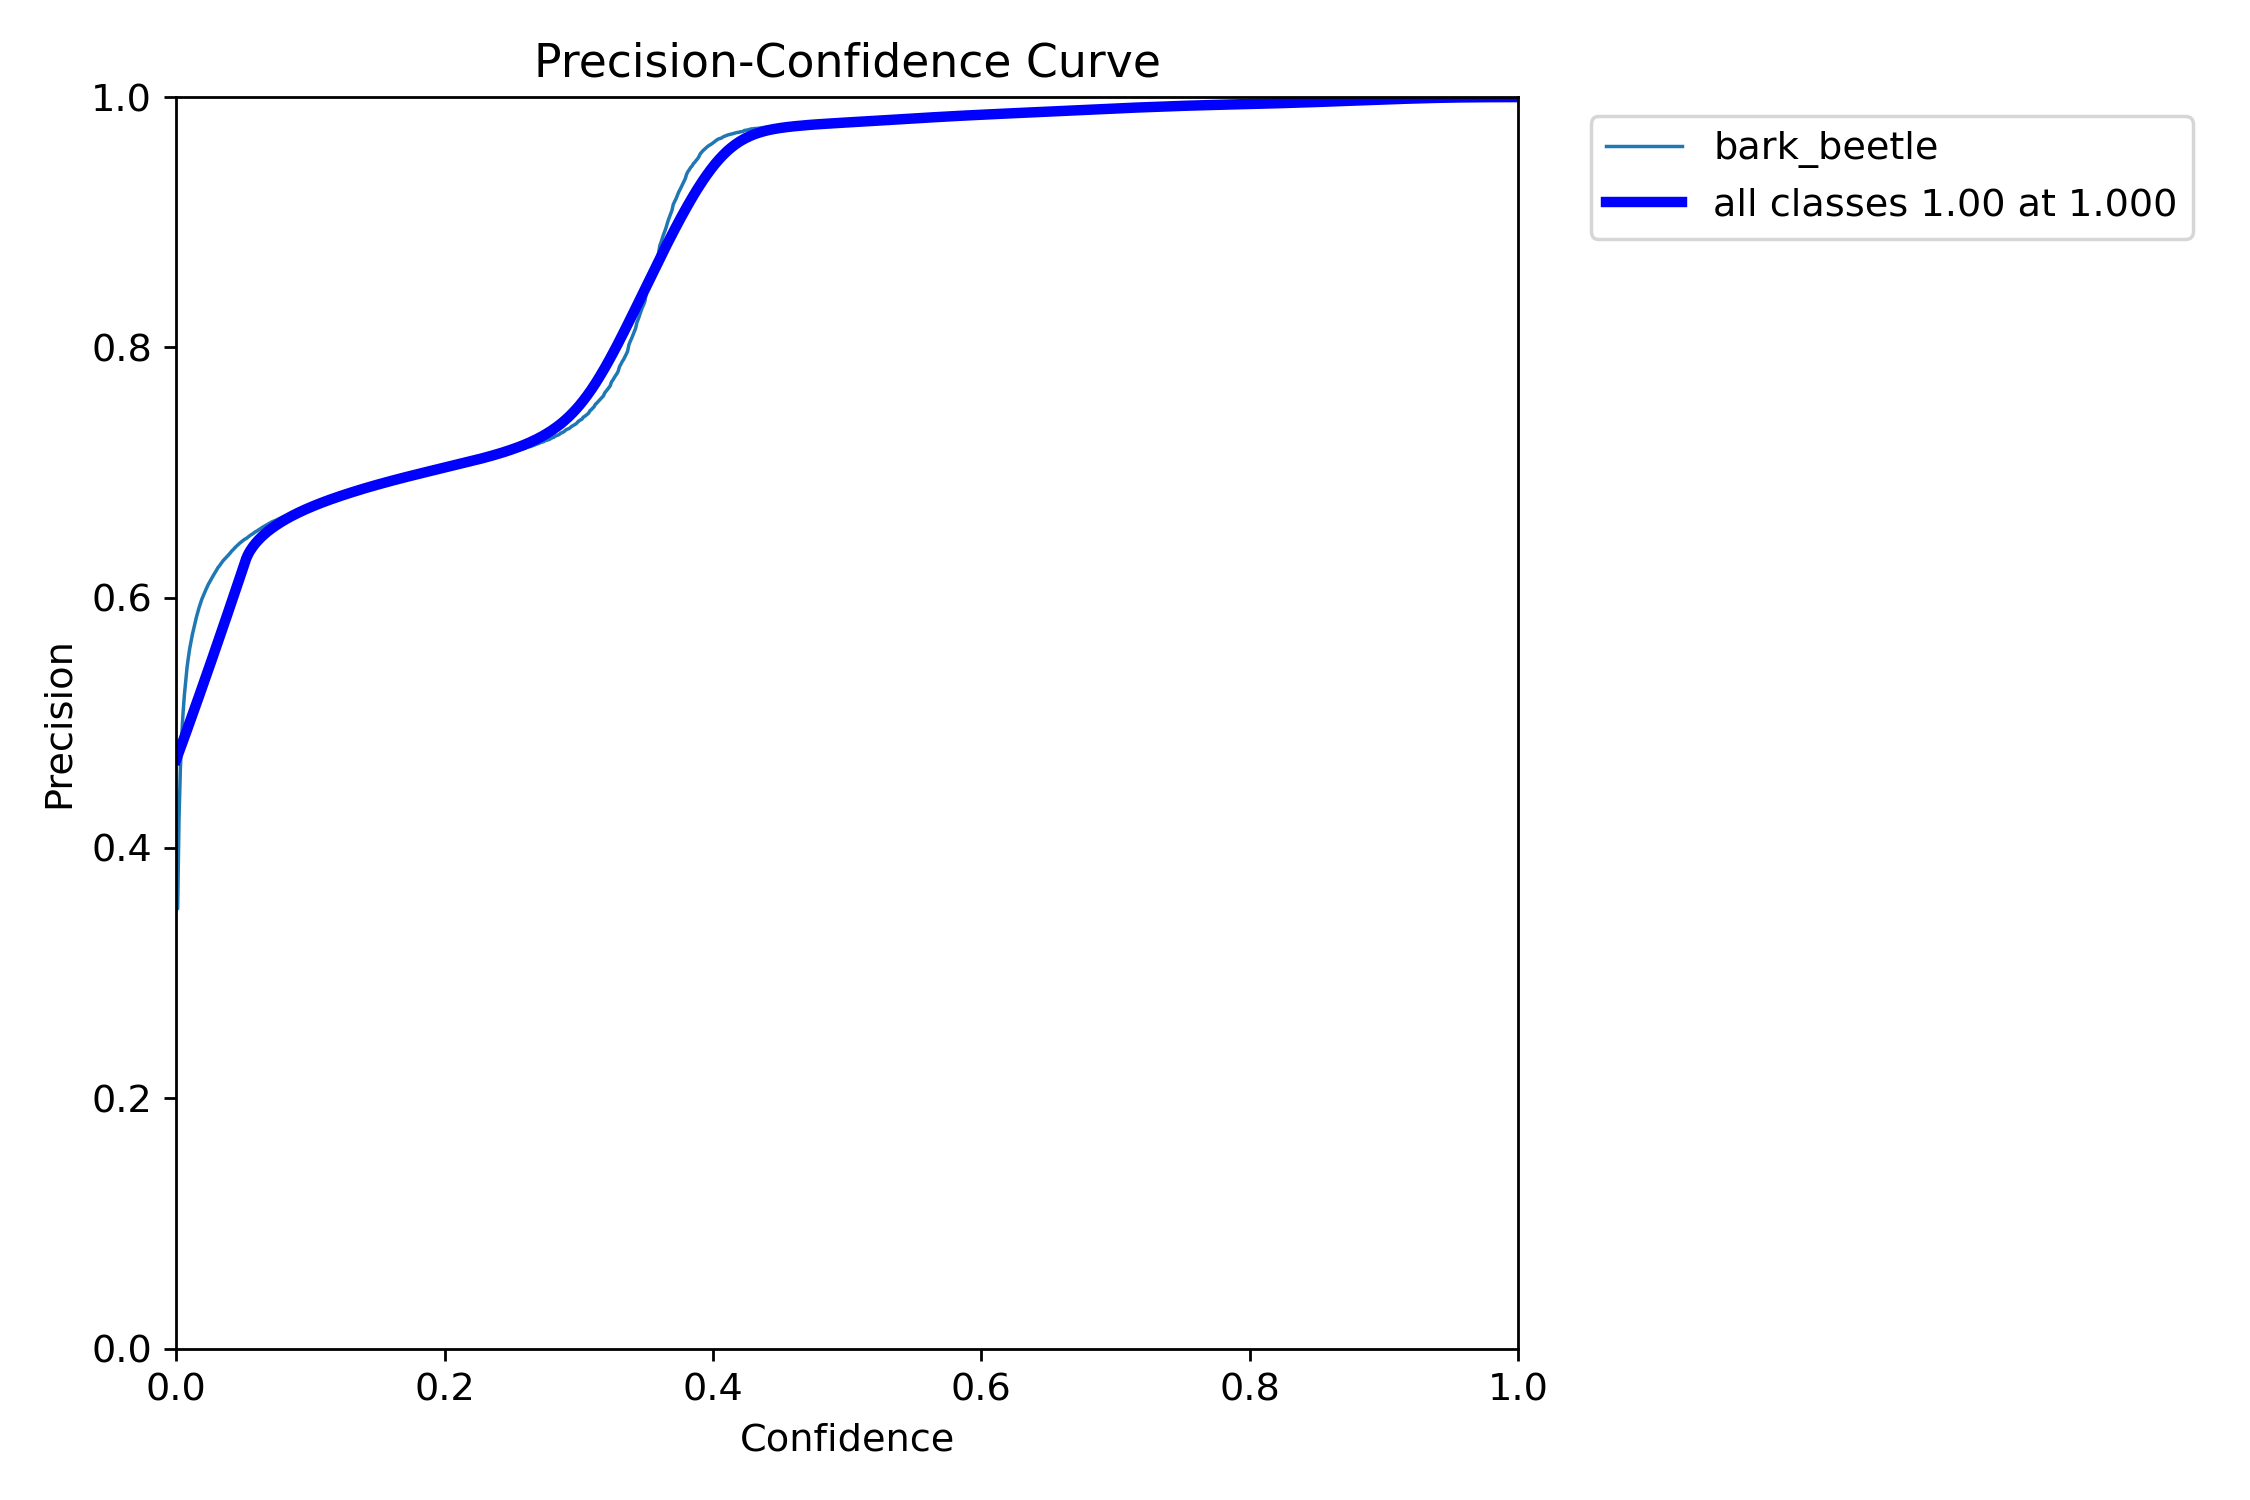 Precision-Confidence Curve
1.0
0.8
0.6
0.4
0.2
0.0
Precision
0.0 0.2 0.4 0.6 0.8 1.0
Confidence
bark_beetle
all classes 1.00 at 1.000